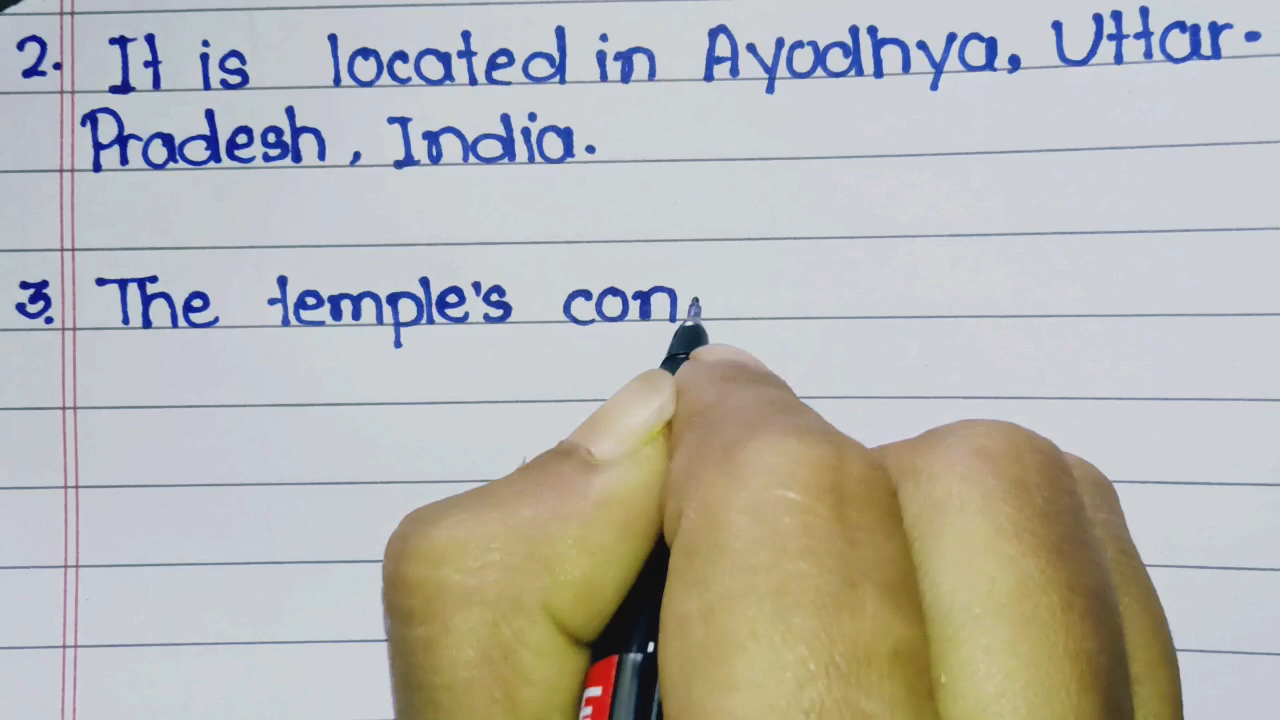 2. It is located in Ayodhya, Uttar-
Pradesh, India.
3. The temple's con